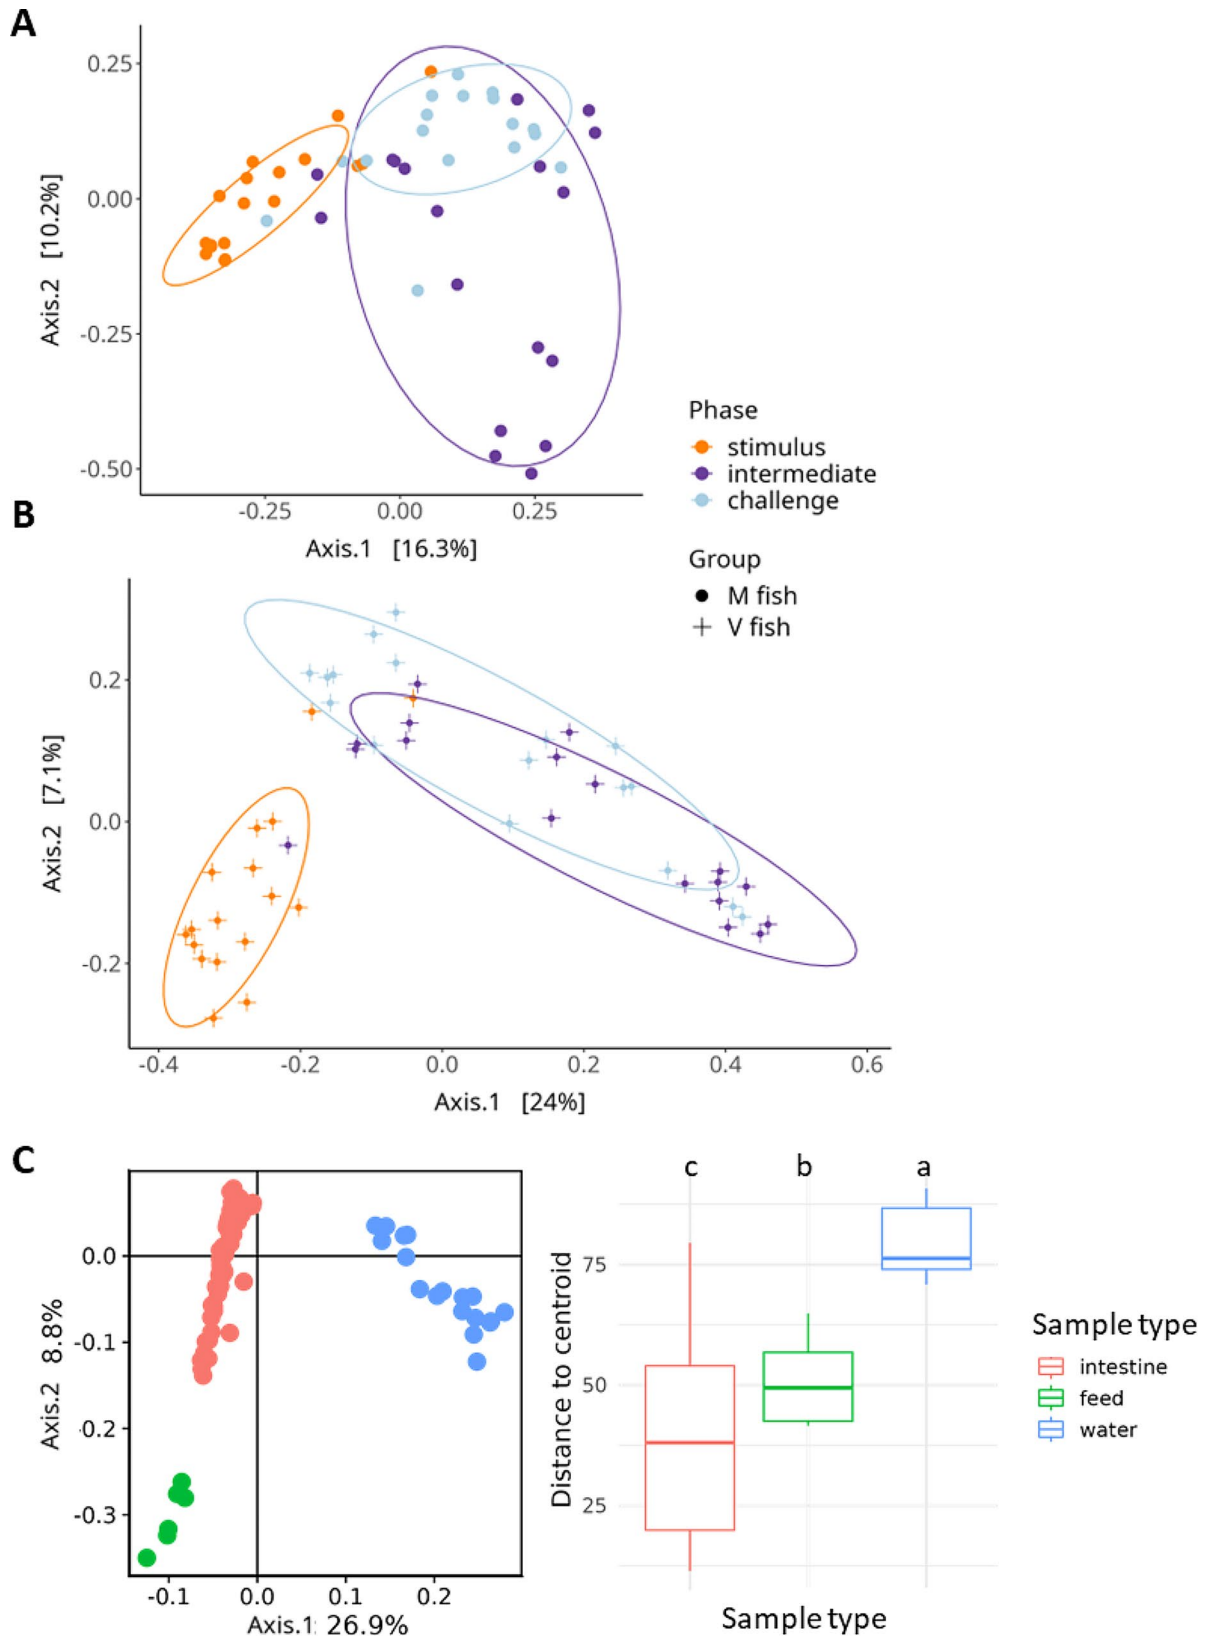 A
0.25
0.00
-0.25
-0.50
Axis.2 [10.2%]
-0.25 0.00 0.25
Axis.1 [16.3%]
Phase
stimulus
intermediate
challenge
Group
M fish
V fish
B
0.2
0.0
-0.2
Axis.2 [7.1%]
-0.4 -0.2 0.0 0.2 0.4 0.6
Axis.1 [24%]
C
0.0
-0.1
-0.2
-0.3
Axis.2 8.8%
-0.1 0.0 0.1 0.2
Axis.1: 26.9%
c b a
75
50
25
Distance to centroid
Sample type
Sample type
intestine
feed
water